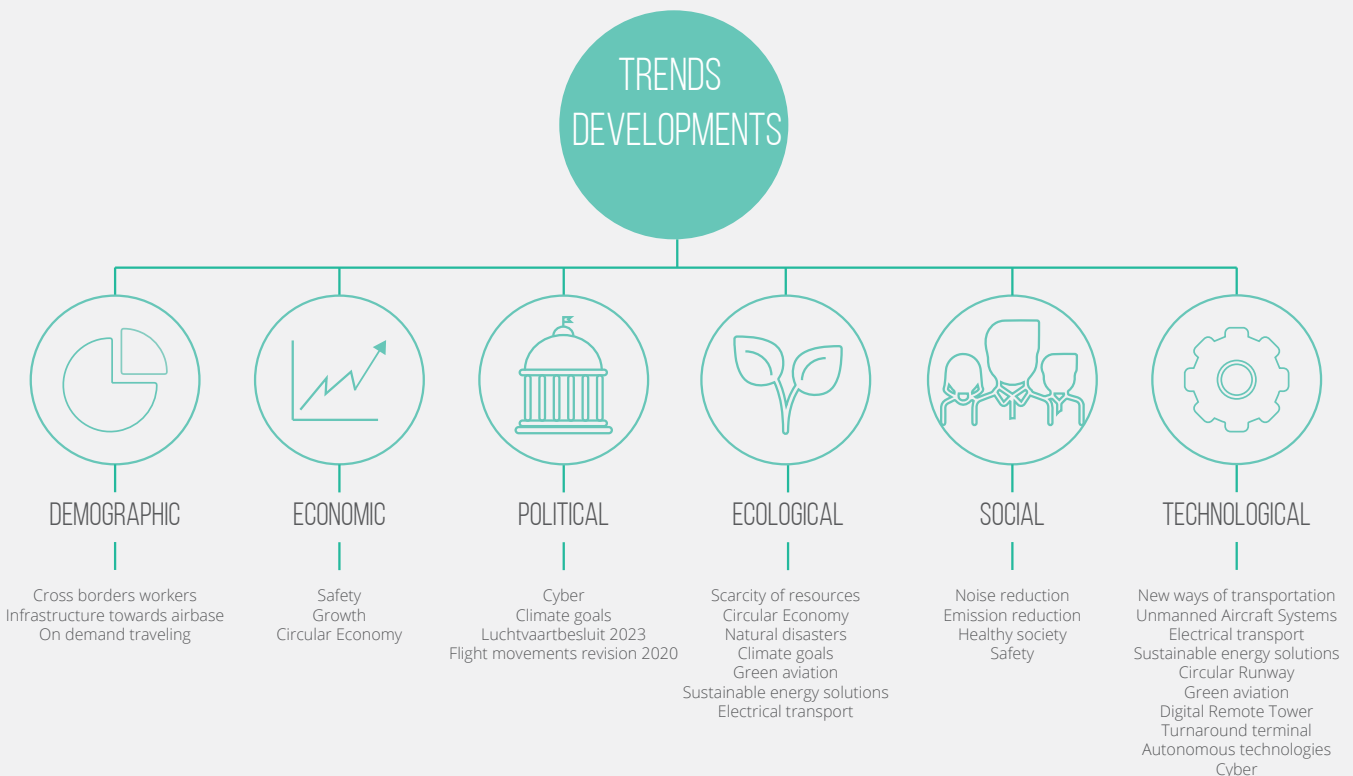 TRENDS
DEVELOPMENTS
DEMOGRAPHIC
Cross borders workers
Infrastructure towards airbase
On demand traveling
ECONOMIC
Safety
Growth
Circular Economy
POLITICAL
Cyber
Climate goals
Luchtvaartbesluit 2023
Flight movements revision 2020
ECOLOGICAL
Scarcity of resources
Circular Economy
Natural disasters
Climate goals
Green aviation
Sustainable energy solutions
Electrical transport
SOCIAL
Noise reduction
Emission reduction
Healthy society
Safety
TECHNOLOGICAL
New ways of transportation
Unmanned Aircraft Systems
Electrical transport
Sustainable energy solutions
Circular Runway
Green aviation
Digital Remote Tower
Turnaround terminal
Autonomous technologies
Cyber